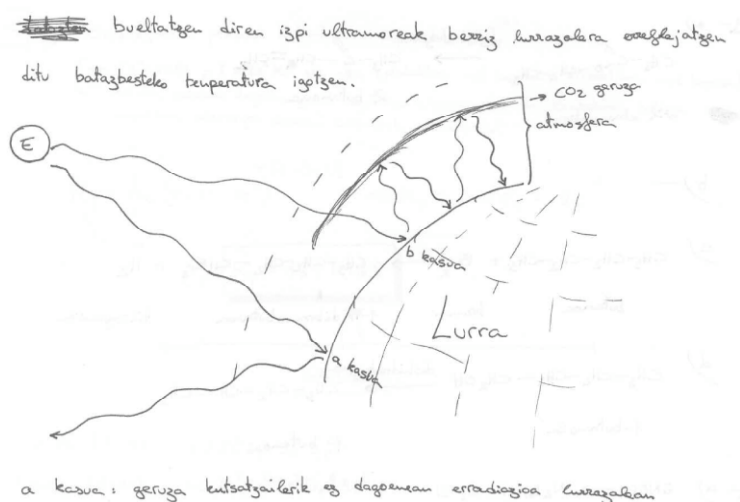 bueltatzen diren izpi ultramoreak berriz lurrazalera erreflejatzen
ditu batazbesteko tenperatura igotzen.
CO2 geruza
atmosfera
E
b kasua
Lurra
a kasua
a kasua: geruza kutsatzailerik ez dagoenean erradiazioa lurrazalean